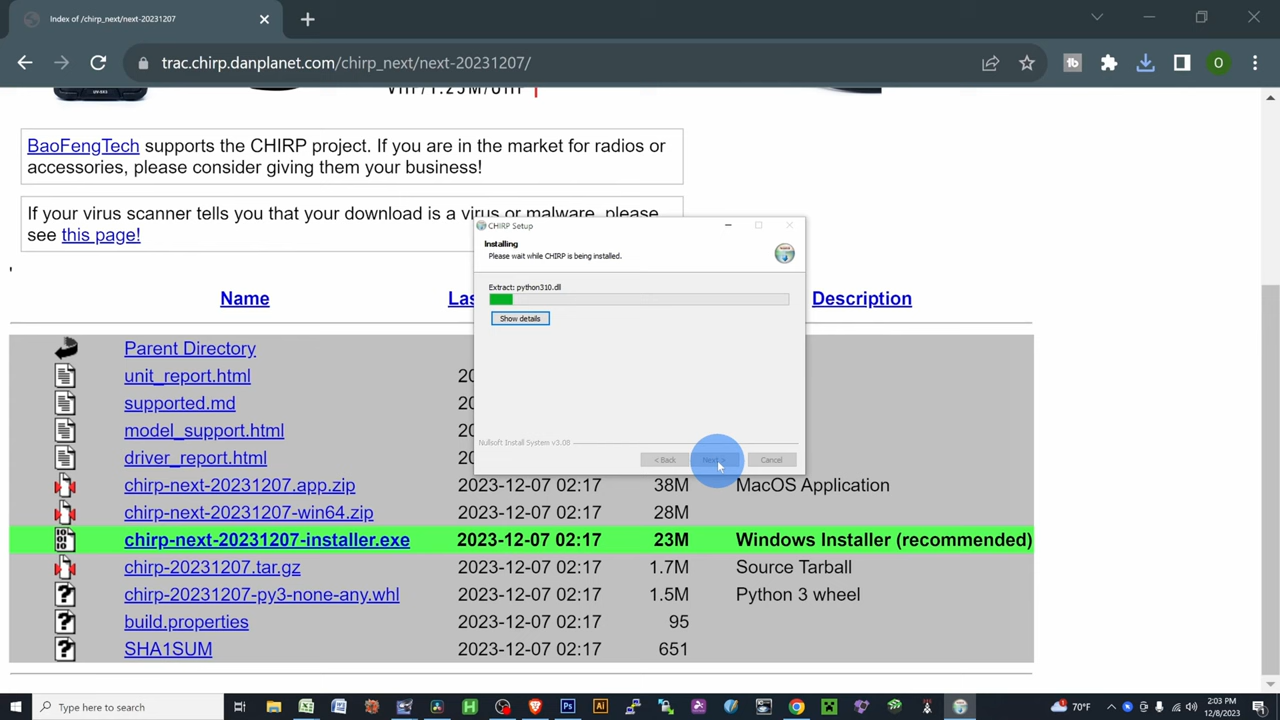 Index of /chirp_next/next-20231207
trac.chirp.danplanet.com/chirp_next/next-20231207/
BaoFengTech supports the CHIRP project. If you are in the market for radios or
accessories, please consider giving them your business!
If your virus scanner tells you that your download is a virus or malware, please
see this page!
'
CHIRP Setup
Installing
Please wait while CHIRP is being installed.
Extract: python310.dll
Show details
Nullsoft Install System v3.08
< Back
Next >
Cancel
Name
Description
Parent Directory
unit_report.html
supported.md
model_support.html
driver_report.html
chirp-next-20231207.app.zip 2023-12-07 02:17 38M MacOS Application
chirp-next-20231207-win64.zip 2023-12-07 02:17 28M
chirp-next-20231207-installer.exe 2023-12-07 02:17 23M Windows Installer (recommended)
chirp-20231207.tar.gz 2023-12-07 02:17 1.7M Source Tarball
chirp-20231207-py3-none-any.whl 2023-12-07 02:17 1.5M Python 3 wheel
build.properties 2023-12-07 02:17 95
SHA1SUM 2023-12-07 02:17 651
Type here to search
70°F
2:03 PM
12/8/2023